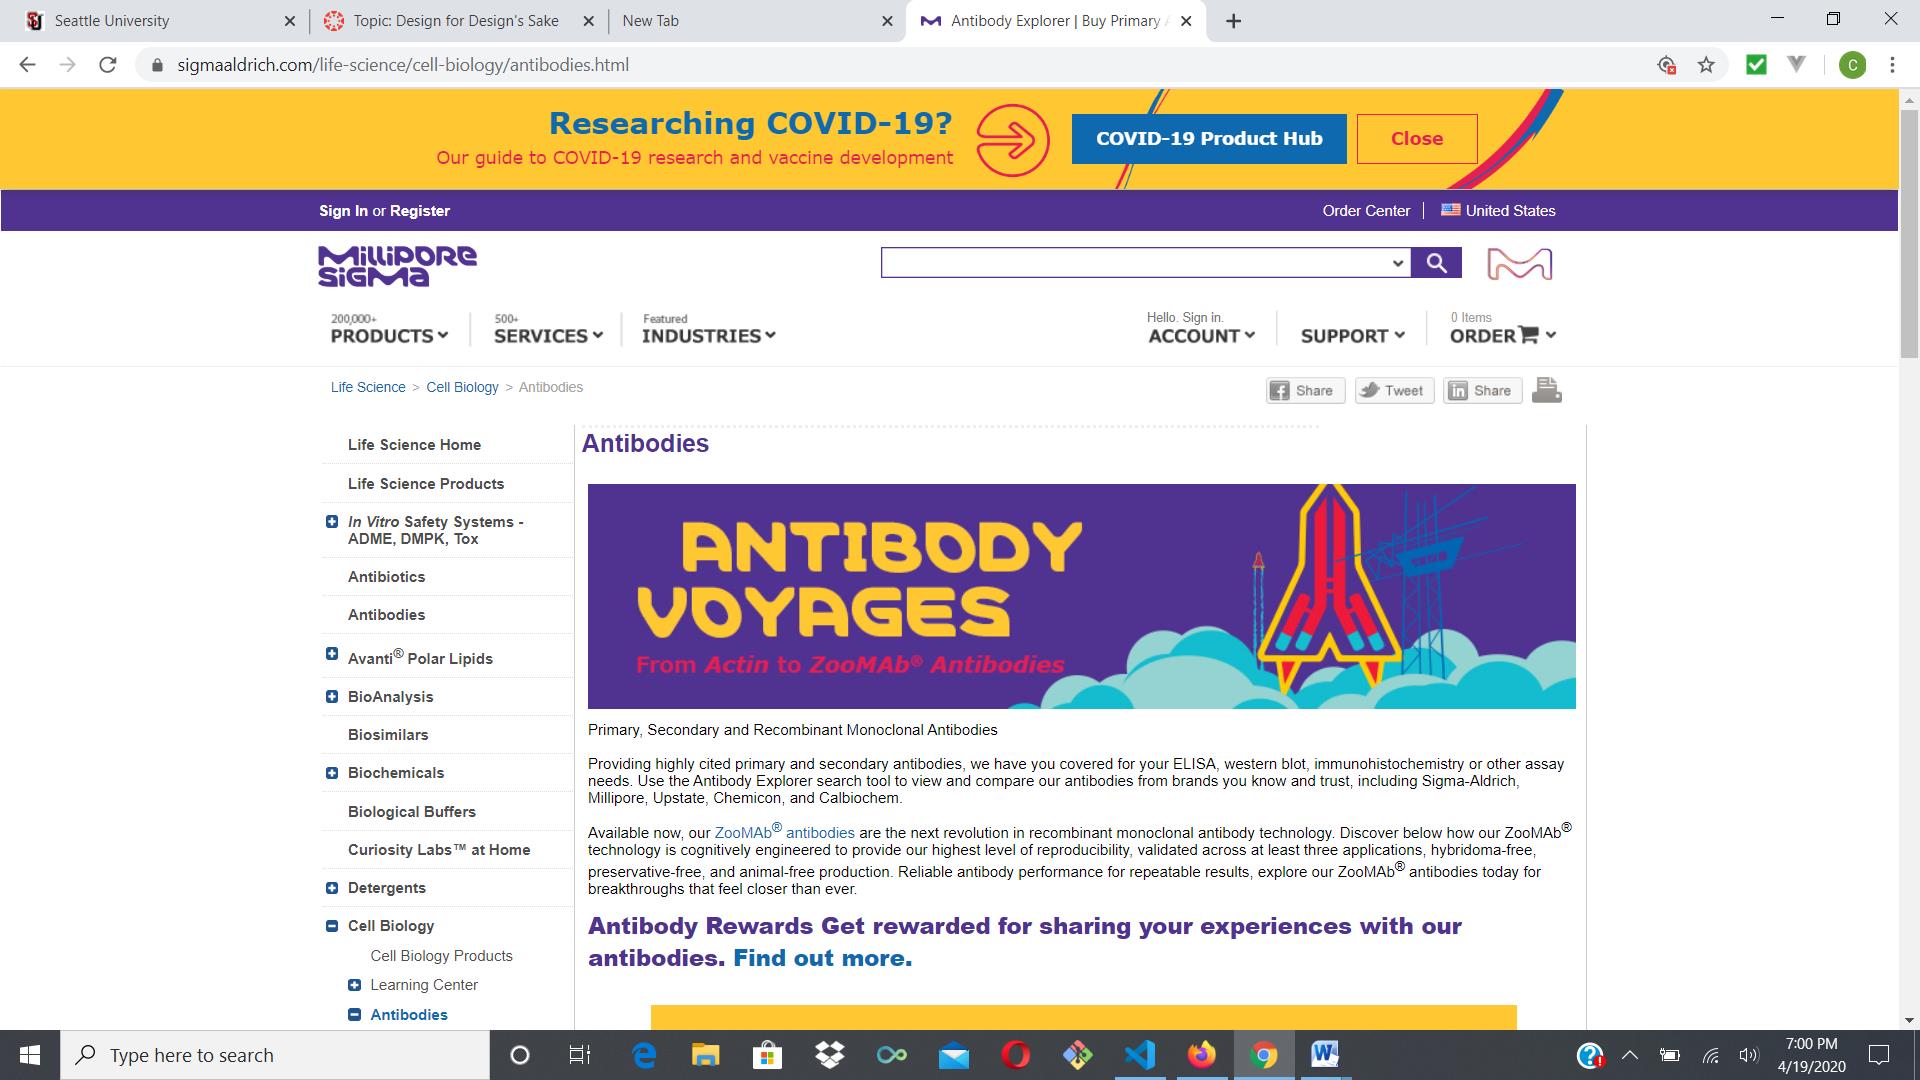 Seattle University
Topic: Design for Design's Sake
New Tab
Antibody Explorer | Buy Primary
sigmaaldrich.com/life-science/cell-biology/antibodies.html
C
Researching COVID-19?
Our guide to COVID-19 research and vaccine development
COVID-19 Product Hub
Close
Sign In or Register
Order Center
United States
Millipore
Sigma
200,000+
PRODUCTS
500+
SERVICES
Featured
INDUSTRIES
Hello. Sign in.
ACCOUNT
SUPPORT
0 Items
ORDER
Life Science > Cell Biology > Antibodies
Share
Tweet
Share
Life Science Home
Life Science Products
In Vitro Safety Systems -
ADME, DMPK, Tox
Antibiotics
Antibodies
Avanti® Polar Lipids
BioAnalysis
Biosimilars
Biochemicals
Biological Buffers
Curiosity Labs™ at Home
Detergents
Cell Biology
Cell Biology Products
Learning Center
Antibodies
Antibodies
ANTIBODY
VOYAGES
From Actin to ZooMAb® Antibodies
Primary, Secondary and Recombinant Monoclonal Antibodies
Providing highly cited primary and secondary antibodies, we have you covered for your ELISA, western blot, immunohistochemistry or other assay
needs. Use the Antibody Explorer search tool to view and compare our antibodies from brands you know and trust, including Sigma-Aldrich,
Millipore, Upstate, Chemicon, and Calbiochem.
Available now, our ZooMAb® antibodies are the next revolution in recombinant monoclonal antibody technology. Discover below how our ZooMAb®
technology is cognitively engineered to provide our highest level of reproducibility, validated across at least three applications, hybridoma-free,
preservative-free, and animal-free production. Reliable antibody performance for repeatable results, explore our ZooMAb® antibodies today for
breakthroughs that feel closer than ever.
Antibody Rewards Get rewarded for sharing your experiences with our
antibodies. Find out more.
Type here to search
7:00 PM
4/19/2020